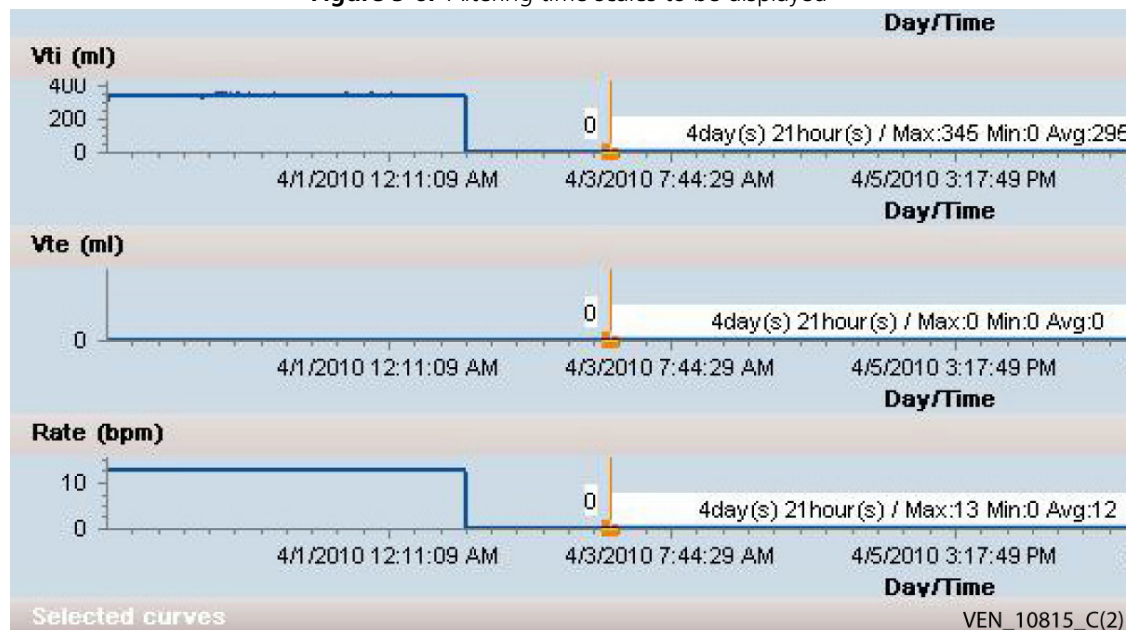 Day/Time
Vti (ml)
400
200
0
0
4day(s) 21hour(s) / Max:345 Min:0 Avg:295
4/1/2010 12:11:09 AM 4/3/2010 7:44:29 AM 4/5/2010 3:17:49 PM
Day/Time
Vte (ml)
0
0
4day(s) 21hour(s) / Max:0 Min:0 Avg:0
4/1/2010 12:11:09 AM 4/3/2010 7:44:29 AM 4/5/2010 3:17:49 PM
Day/Time
Rate (bpm)
10
0
0
4day(s) 21hour(s) / Max:13 Min:0 Avg:12
4/1/2010 12:11:09 AM 4/3/2010 7:44:29 AM 4/5/2010 3:17:49 PM
Day/Time
Selected curves
VEN_10815_C(2)